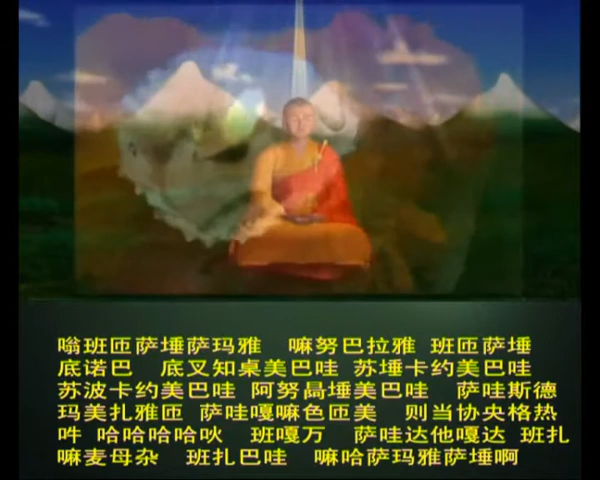 嗡班匝萨埵萨玛雅 嘛努巴拉雅 班匝萨埵
底诺巴 底叉知桌美巴哇 苏埵卡约美巴哇
苏波卡约美巴哇 阿努喦埵美巴哇 萨哇斯德
玛美扎雅匝 萨哇嘎嘛色匝美 则当协央格热
吽 哈哈哈哈吙 班嘎万 萨哇达他嘎达 班扎
嘛麦母杂 班扎巴哇 嘛哈萨玛雅萨埵啊